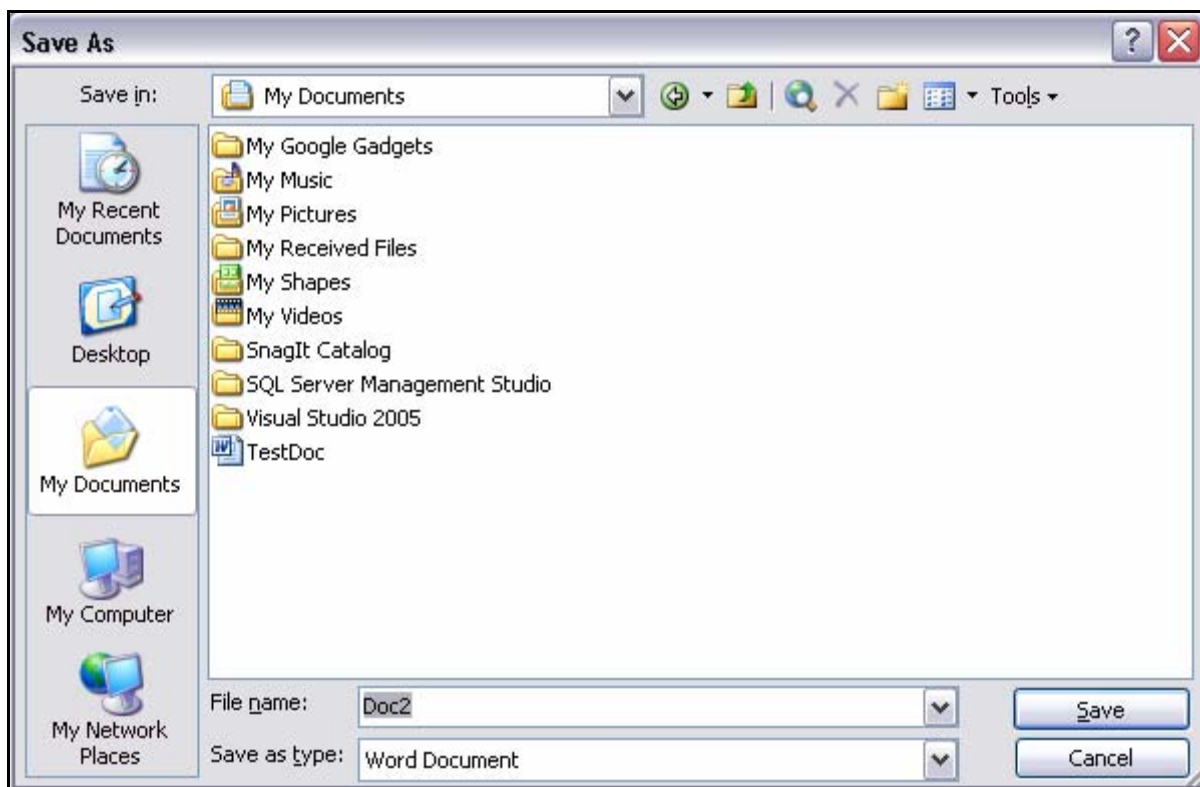 Save As
Save in:
My Documents
Tools
My Recent
Documents
Desktop
My Documents
My Computer
My Network
Places
My Google Gadgets
My Music
My Pictures
My Received Files
My Shapes
My Videos
SnagIt Catalog
SQL Server Management Studio
Visual Studio 2005
TestDoc
File name:
Doc2
Save
Save as type:
Word Document
Cancel